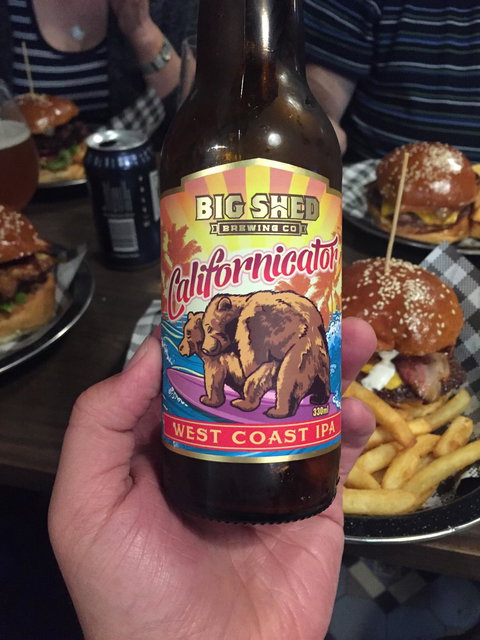 BIG SHED
BREWING CO
Californicator
330ml
WEST COAST IPA